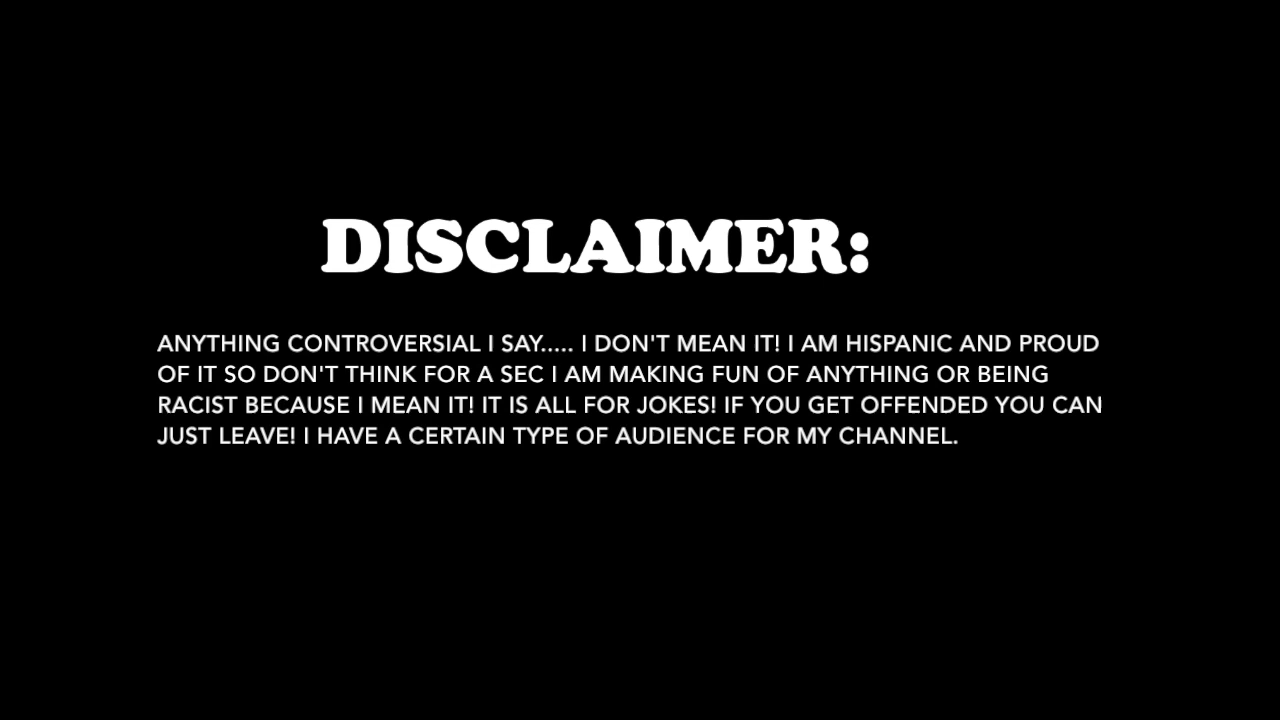 DISCLAIMER:
ANYTHING CONTROVERSIAL I SAY..... I DON'T MEAN IT! I AM HISPANIC AND PROUD
OF IT SO DON'T THINK FOR A SEC I AM MAKING FUN OF ANYTHING OR BEING
RACIST BECAUSE I MEAN IT! IT IS ALL FOR JOKES! IF YOU GET OFFENDED YOU CAN
JUST LEAVE! I HAVE A CERTAIN TYPE OF AUDIENCE FOR MY CHANNEL.